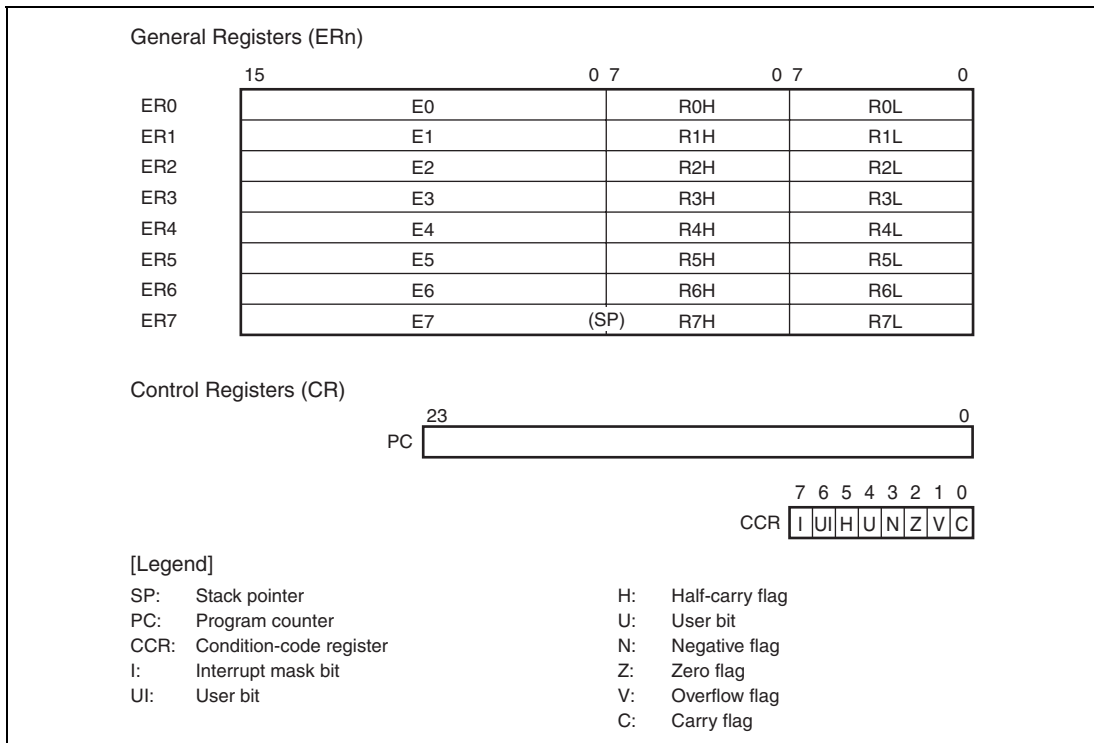 General Registers (ERn)
15 0 7 0 7 0
ER0 E0 R0H R0L
ER1 E1 R1H R1L
ER2 E2 R2H R2L
ER3 E3 R3H R3L
ER4 E4 R4H R4L
ER5 E5 R5H R5L
ER6 E6 R6H R6L
ER7 E7 (SP) R7H R7L
Control Registers (CR)
23 0
PC
7 6 5 4 3 2 1 0
CCR I UI H U N Z V C
[Legend]
SP: Stack pointer
PC: Program counter
CCR: Condition-code register
I: Interrupt mask bit
UI: User bit
H: Half-carry flag
U: User bit
N: Negative flag
Z: Zero flag
V: Overflow flag
C: Carry flag